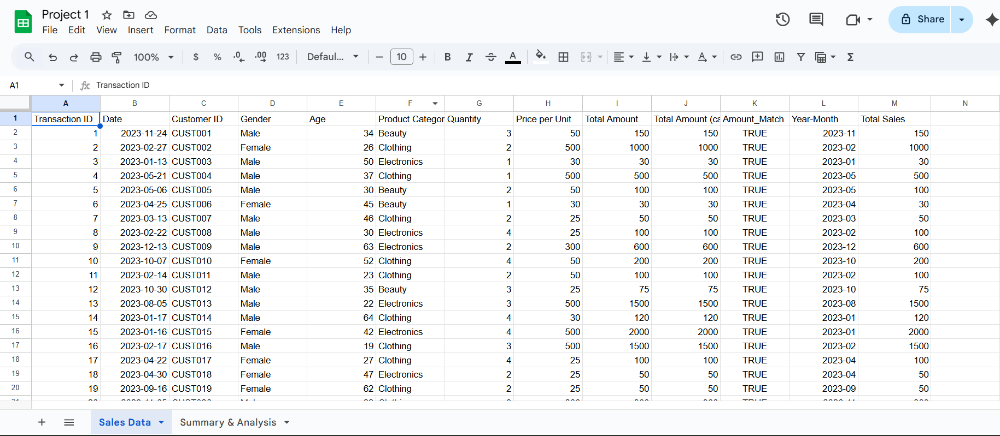 Project 1
File Edit View Insert Format Data Tools Extensions Help
Share
100% $ % .0 .00 123 Defaul... 10 B I A
A1 fx Transaction ID
A B C D E F G H I J K L M N
1 Transaction ID Date Customer ID Gender Age Product Categor Quantity Price per Unit Total Amount Total Amount (ca Amount_Match Year-Month Total Sales
2 1 2023-11-24 CUST001 Male 34 Beauty 3 50 150 150 TRUE 2023-11 150
3 2 2023-02-27 CUST002 Female 26 Clothing 2 500 1000 1000 TRUE 2023-02 1000
4 3 2023-01-13 CUST003 Male 50 Electronics 1 30 30 30 TRUE 2023-01 30
5 4 2023-05-21 CUST004 Male 37 Clothing 1 500 500 500 TRUE 2023-05 500
6 5 2023-05-06 CUST005 Male 30 Beauty 2 50 100 100 TRUE 2023-05 100
7 6 2023-04-25 CUST006 Female 45 Beauty 1 30 30 30 TRUE 2023-04 30
8 7 2023-03-13 CUST007 Male 46 Clothing 2 25 50 50 TRUE 2023-03 50
9 8 2023-02-22 CUST008 Male 30 Electronics 4 25 100 100 TRUE 2023-02 100
10 9 2023-12-13 CUST009 Male 63 Electronics 2 300 600 600 TRUE 2023-12 600
11 10 2023-10-07 CUST010 Female 52 Clothing 4 50 200 200 TRUE 2023-10 200
12 11 2023-02-14 CUST011 Male 23 Clothing 2 50 100 100 TRUE 2023-02 100
13 12 2023-10-30 CUST012 Male 35 Beauty 3 25 75 75 TRUE 2023-10 75
14 13 2023-08-05 CUST013 Male 22 Electronics 3 500 1500 1500 TRUE 2023-08 1500
15 14 2023-01-17 CUST014 Male 64 Clothing 4 30 120 120 TRUE 2023-01 120
16 15 2023-01-16 CUST015 Female 42 Electronics 4 500 2000 2000 TRUE 2023-01 2000
17 16 2023-02-17 CUST016 Male 19 Clothing 3 500 1500 1500 TRUE 2023-02 1500
18 17 2023-04-22 CUST017 Female 27 Clothing 4 25 100 100 TRUE 2023-04 100
19 18 2023-04-30 CUST018 Female 47 Electronics 2 25 50 50 TRUE 2023-04 50
20 19 2023-09-16 CUST019 Female 62 Clothing 2 25 50 50 TRUE 2023-09 50
Sales Data Summary & Analysis